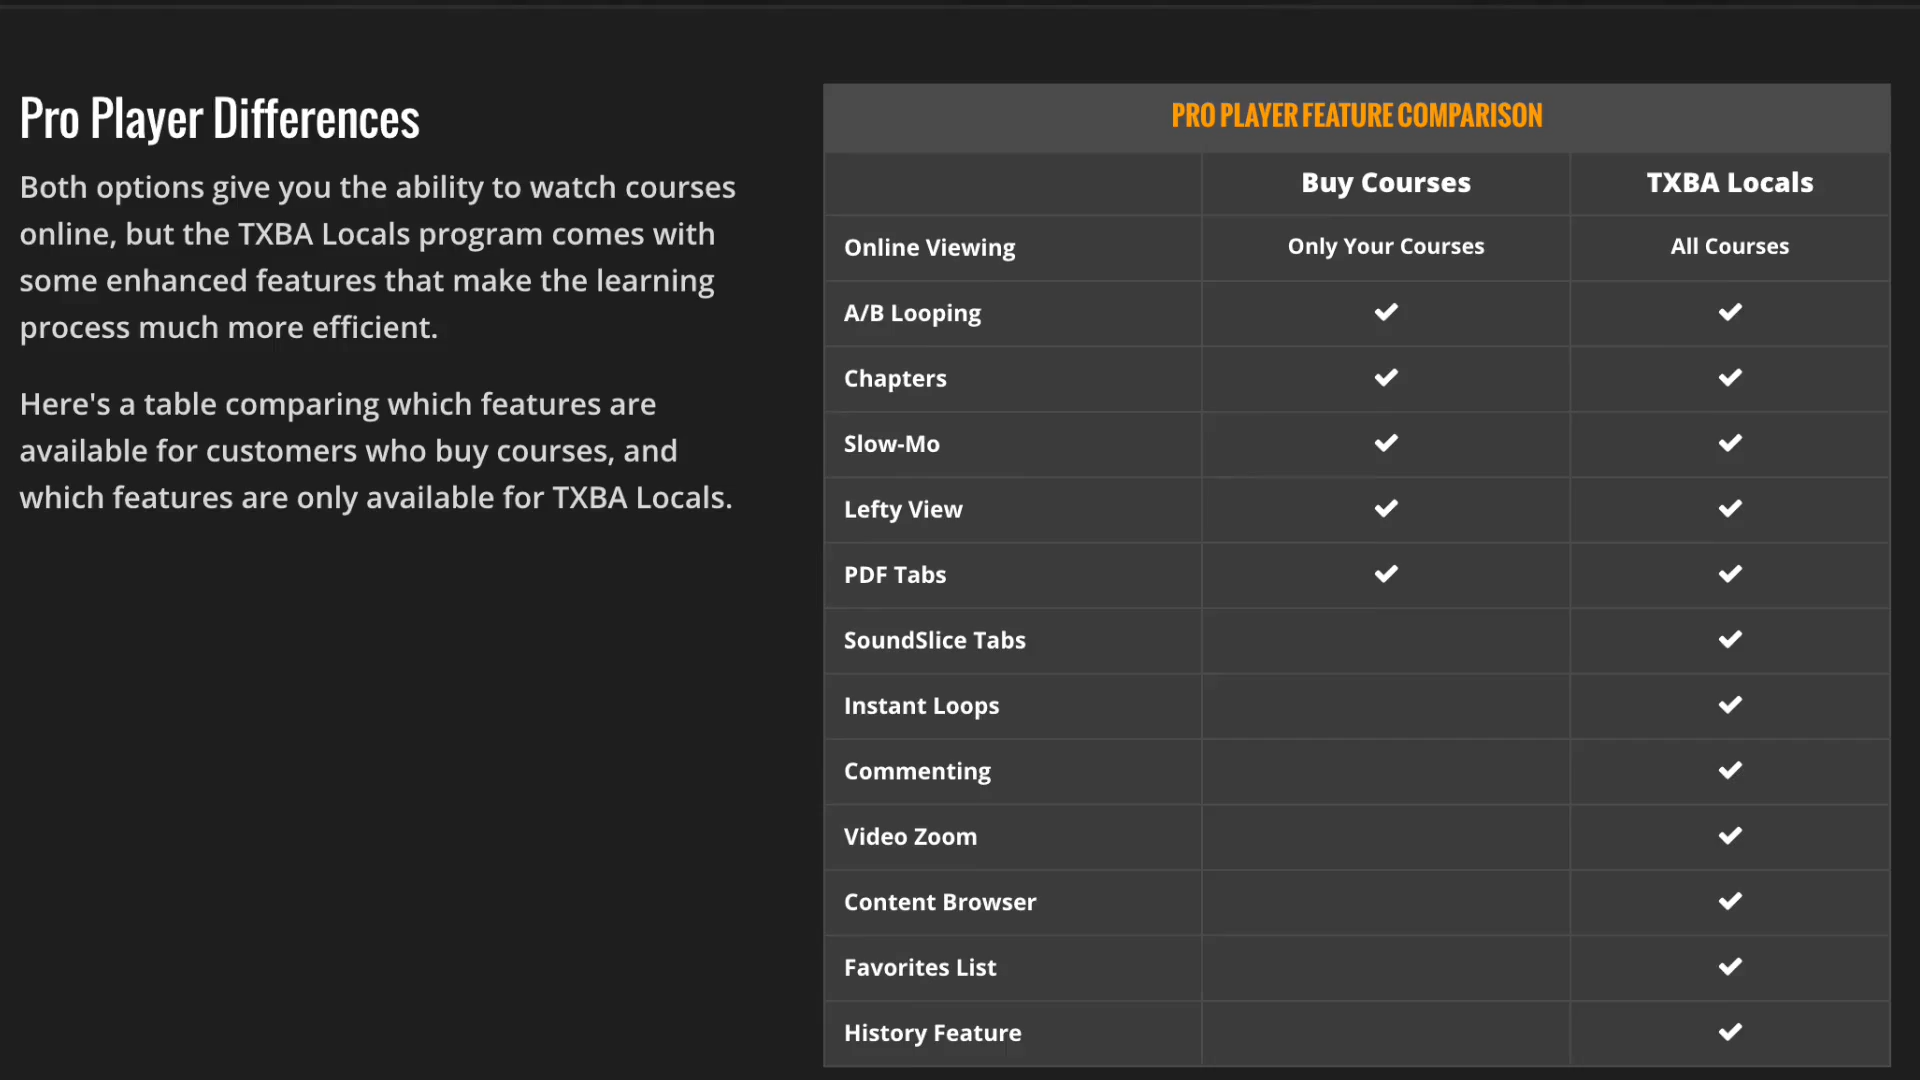 Pro Player Differences
Both options give you the ability to watch courses
online, but the TXBA Locals program comes with
some enhanced features that make the learning
process much more efficient.
Here's a table comparing which features are
available for customers who buy courses, and
which features are only available for TXBA Locals.
PRO PLAYER FEATURE COMPARISON
Buy Courses TXBA Locals
Online Viewing Only Your Courses All Courses
A/B Looping ✔ ✔
Chapters ✔ ✔
Slow-Mo ✔ ✔
Lefty View ✔ ✔
PDF Tabs ✔ ✔
SoundSlice Tabs ✔
Instant Loops ✔
Commenting ✔
Video Zoom ✔
Content Browser ✔
Favorites List ✔
History Feature ✔